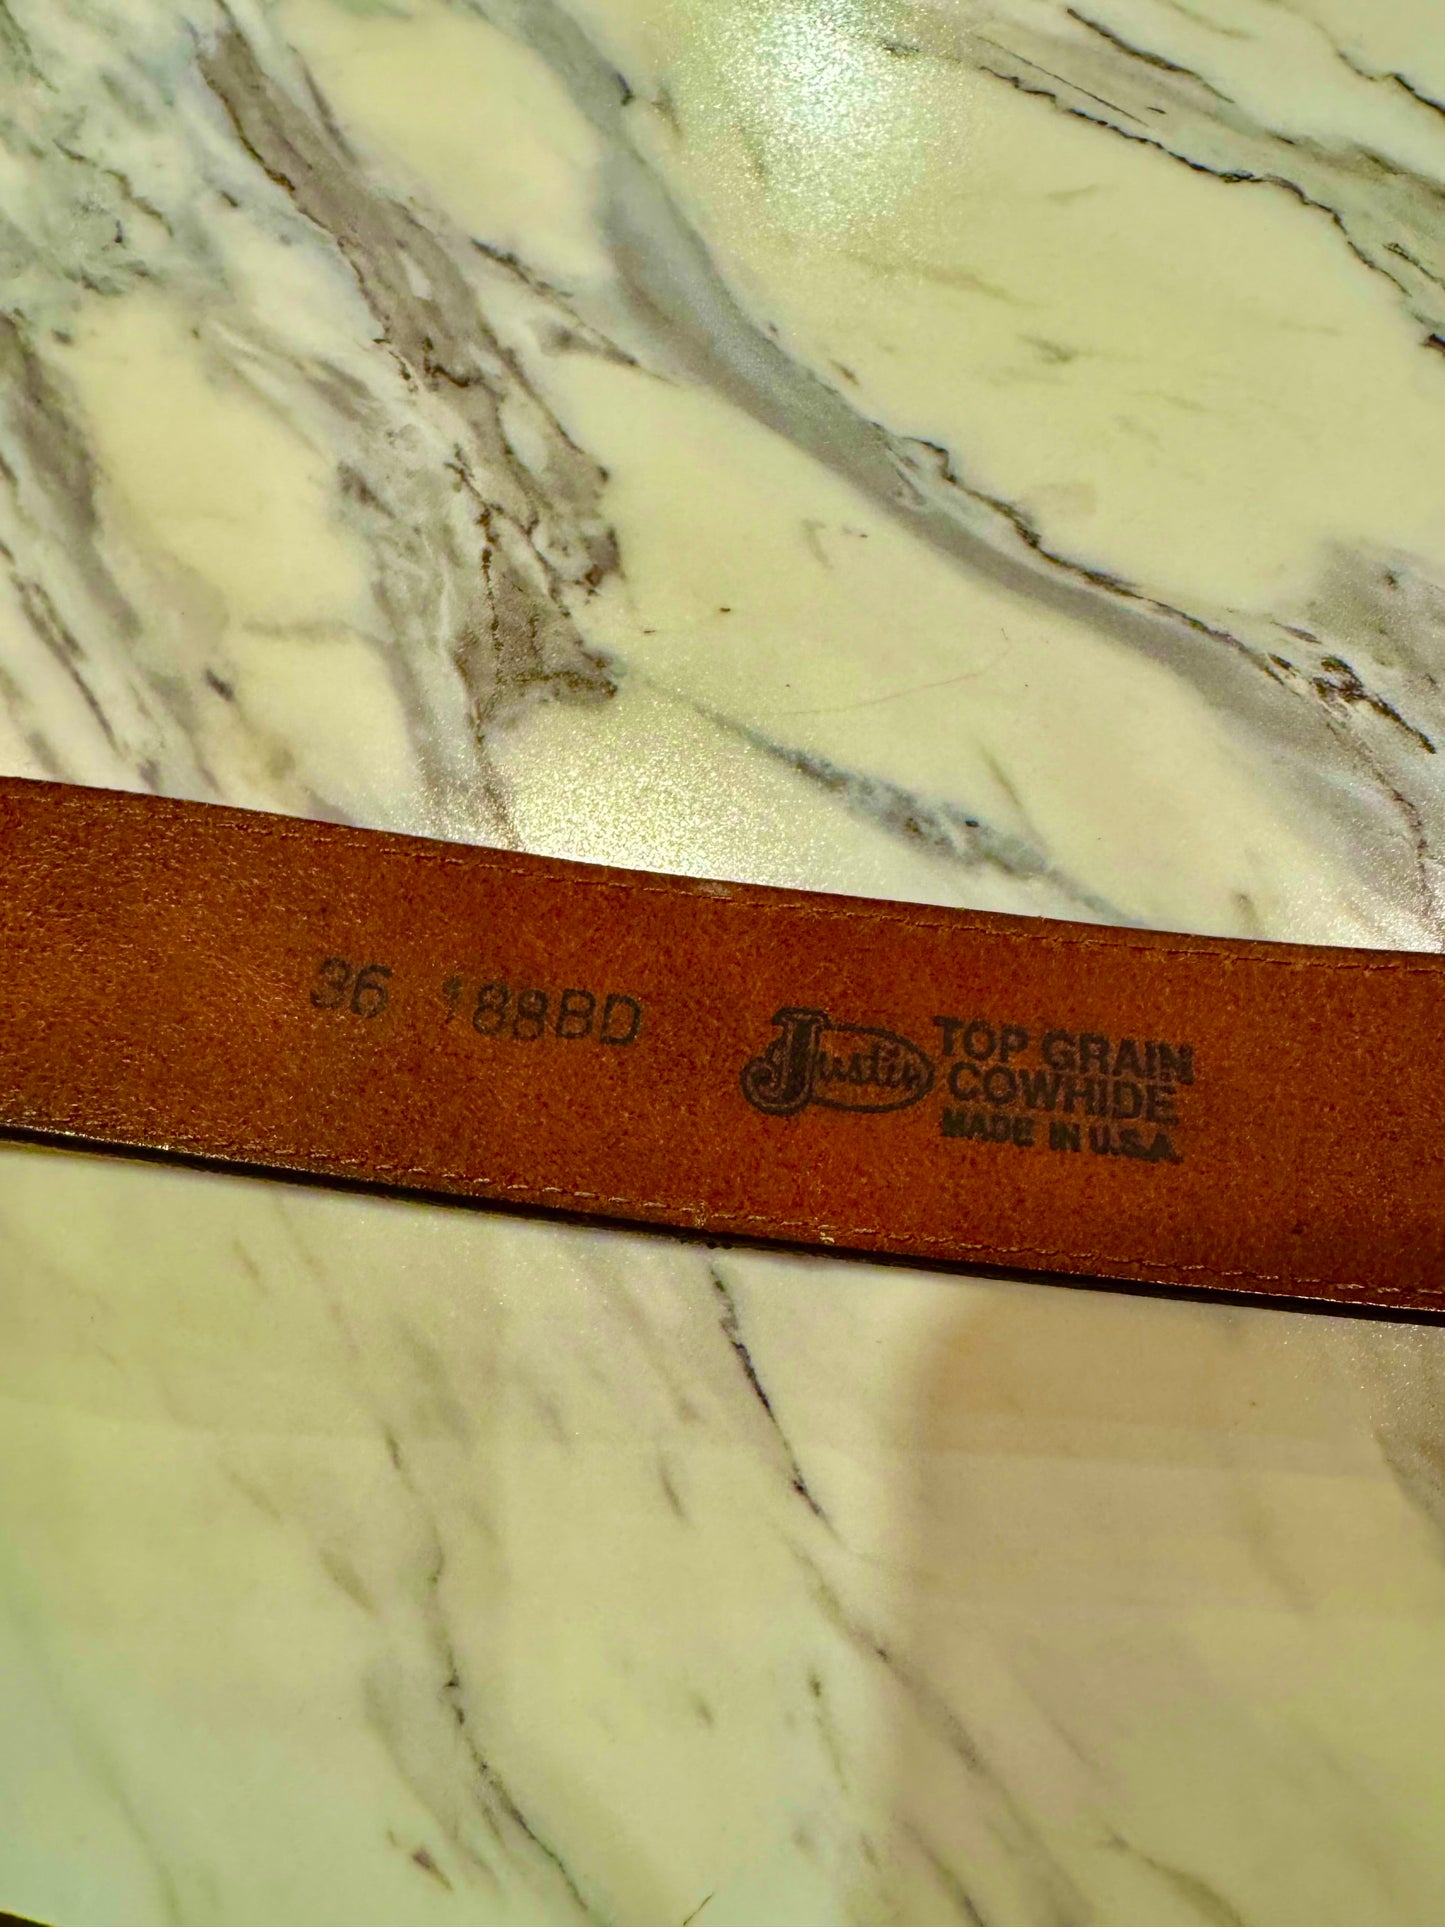 36 188BD
Justin
TOP GRAIN
COWHIDE
MADE IN U.S.A.